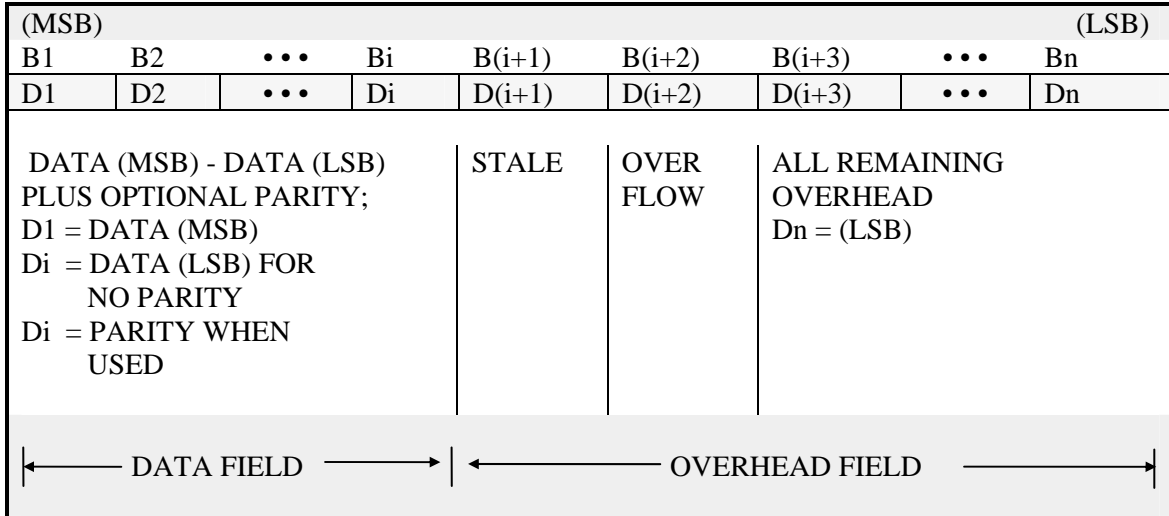 (MSB) (LSB)
B1 B2 ••• Bi B(i+1) B(i+2) B(i+3) ••• Bn
D1 D2 ••• Di D(i+1) D(i+2) D(i+3) ••• Dn
DATA (MSB) - DATA (LSB)
PLUS OPTIONAL PARITY;
D1 = DATA (MSB)
Di = DATA (LSB) FOR
NO PARITY
Di = PARITY WHEN
USED
STALE
OVER
FLOW
ALL REMAINING
OVERHEAD
Dn = (LSB)
DATA FIELD
OVERHEAD FIELD